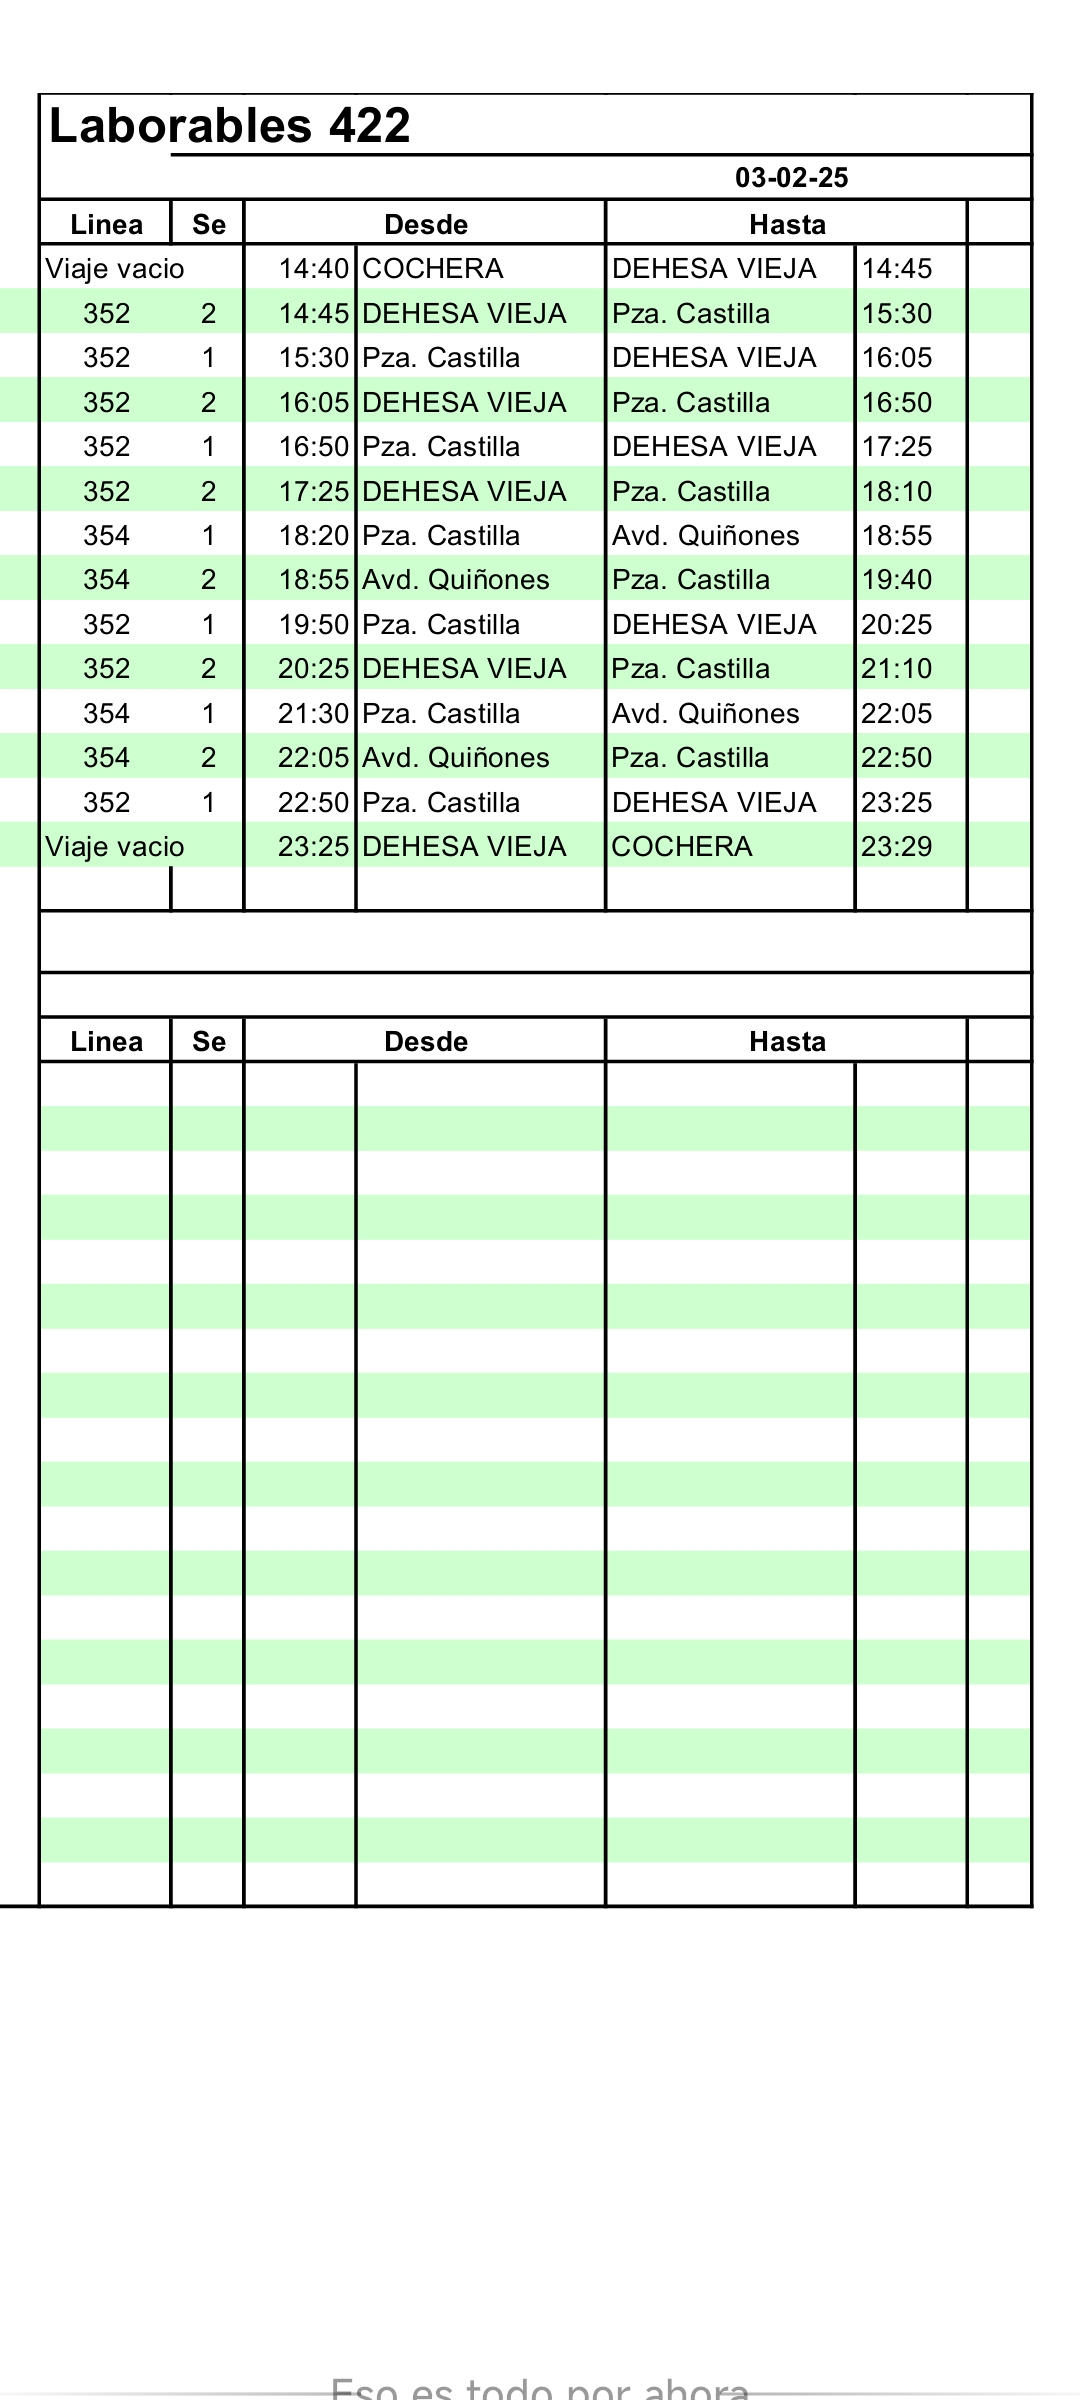 Laborables 422
03-02-25
Linea Se Desde Hasta
Viaje vacio 14:40 COCHERA DEHESA VIEJA 14:45
352 2 14:45 DEHESA VIEJA Pza. Castilla 15:30
352 1 15:30 Pza. Castilla DEHESA VIEJA 16:05
352 2 16:05 DEHESA VIEJA Pza. Castilla 16:50
352 1 16:50 Pza. Castilla DEHESA VIEJA 17:25
352 2 17:25 DEHESA VIEJA Pza. Castilla 18:10
354 1 18:20 Pza. Castilla Avd. Quiñones 18:55
354 2 18:55 Avd. Quiñones Pza. Castilla 19:40
352 1 19:50 Pza. Castilla DEHESA VIEJA 20:25
352 2 20:25 DEHESA VIEJA Pza. Castilla 21:10
354 1 21:30 Pza. Castilla Avd. Quiñones 22:05
354 2 22:05 Avd. Quiñones Pza. Castilla 22:50
352 1 22:50 Pza. Castilla DEHESA VIEJA 23:25
Viaje vacio 23:25 DEHESA VIEJA COCHERA 23:29
Linea Se Desde Hasta
Eso es todo por ahora